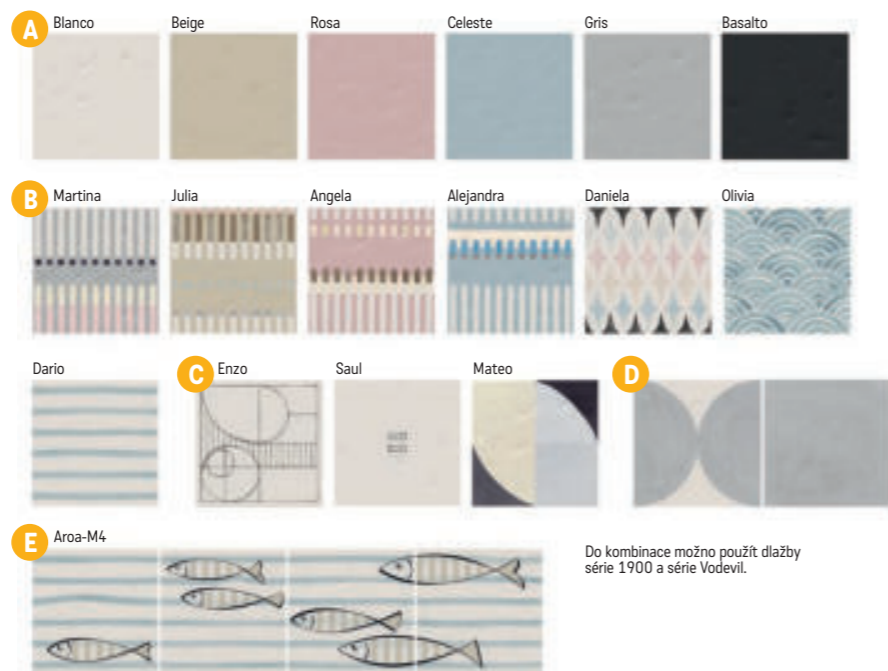 A Blanco Beige Rosa Celeste Gris Basalto
B Martina Julia Angela Alejandra Daniela Olivia
Dario C Enzo Saul Mateo D
E Aroa-M4
Do kombinace možno použít dlažby
série 1900 a série Vodevil.